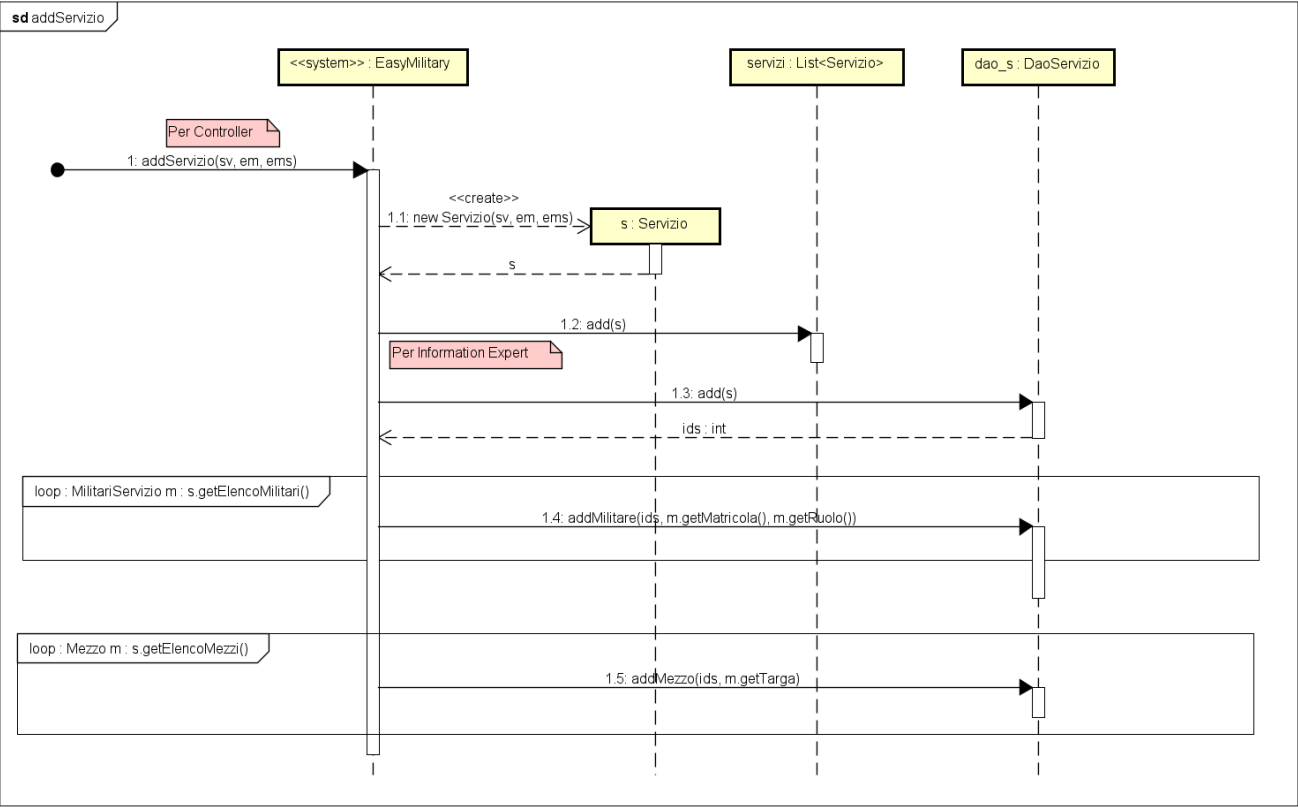 sd addServizio
<<system>> : EasyMilitary
servizi : List<Servizio>
dao_s : DaoServizio
Per Controller
1: addServizio(sv, em, ems)
<<create>>
1.1: new Servizio(sv, em, ems)
s : Servizio
s
1.2: add(s)
Per Information Expert
1.3: add(s)
ids : int
loop : MilitariServizio m : s.getElencoMilitari()
1.4: addMilitare(ids, m.getMatricola(), m.getRuolo())
loop : Mezzo m : s.getElencoMezzi()
1.5: addMezzo(ids, m.getTarga)